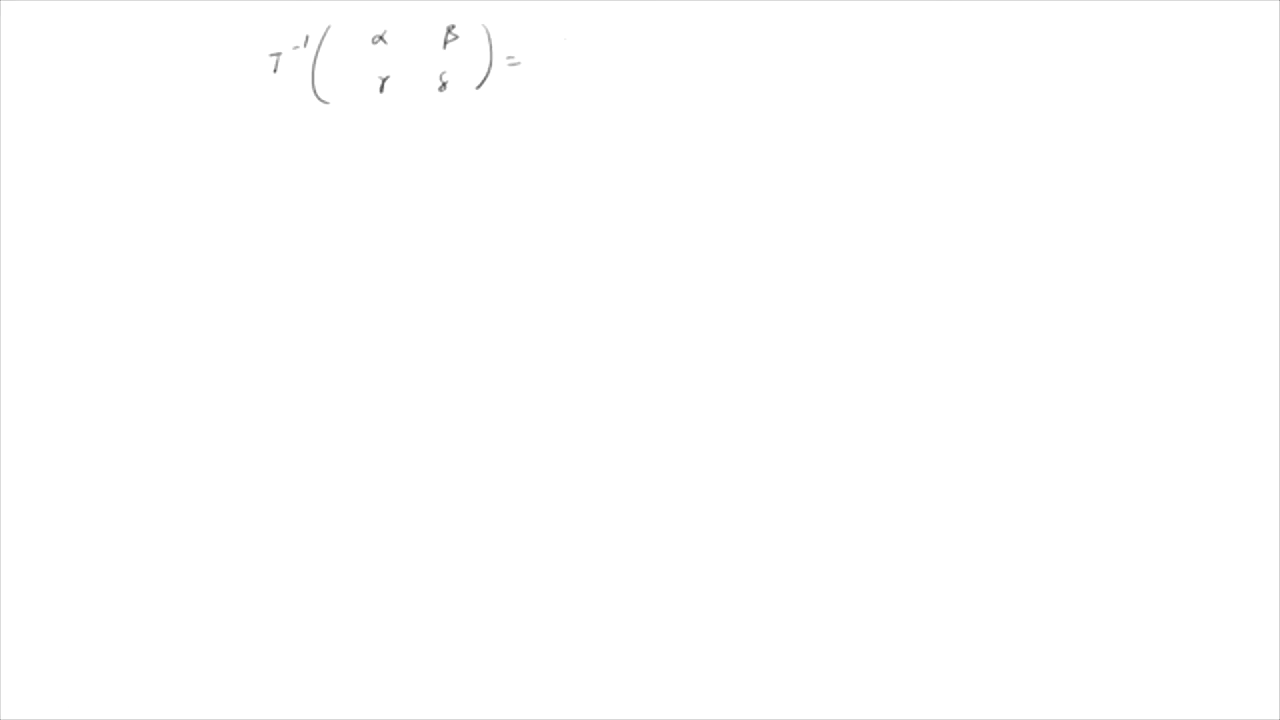 T⁻¹( α β
γ δ ) =